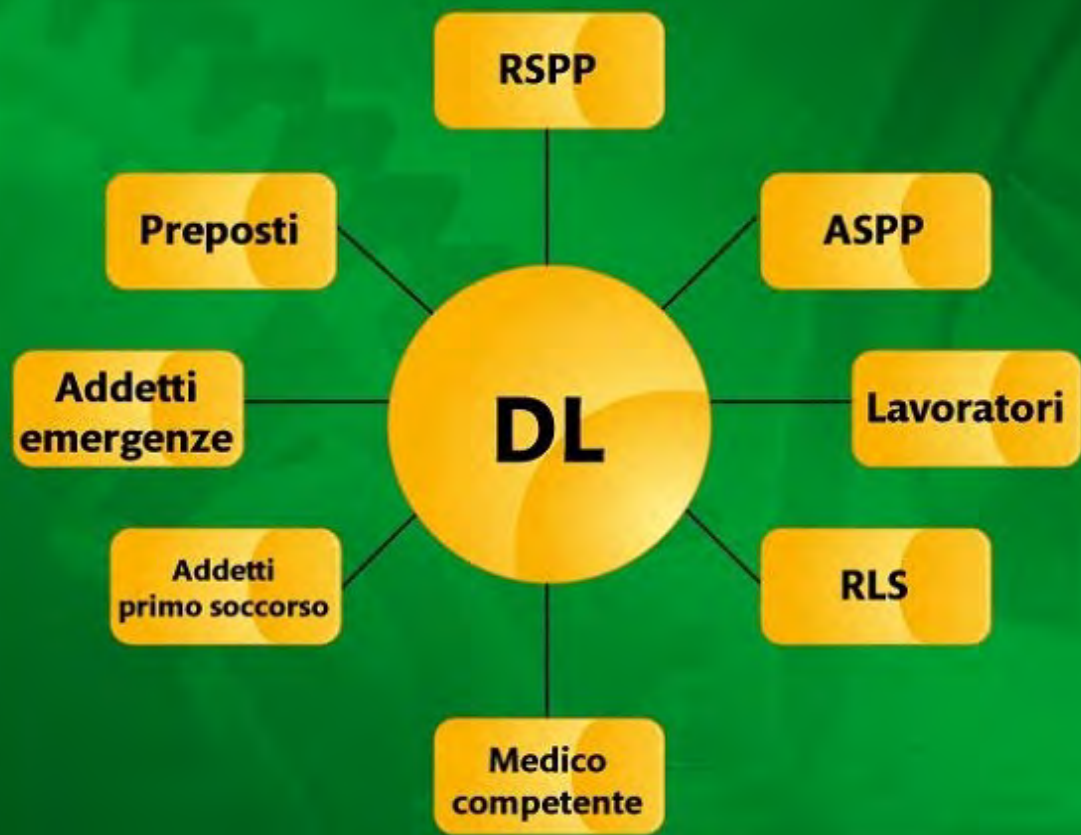 RSPP
Preposti
ASPP
Addetti
emergenze
DL
Lavoratori
Addetti
primo soccorso
RLS
Medico
competente